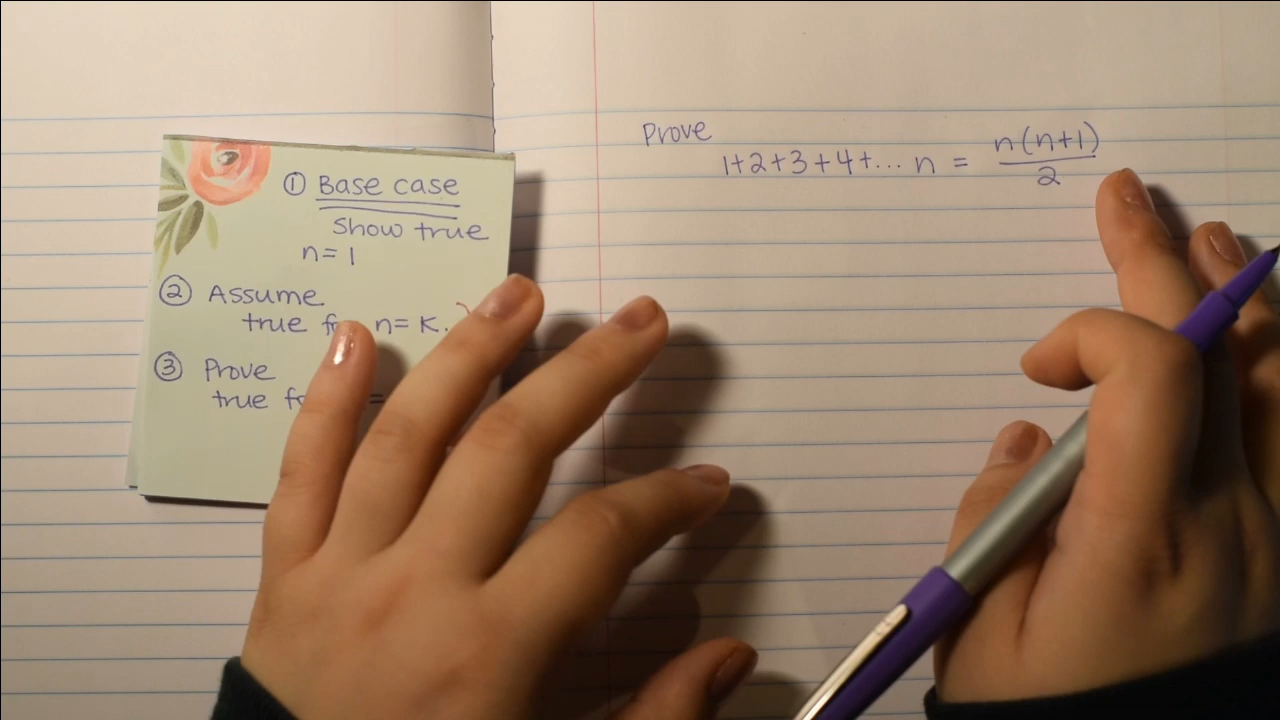 ① Base case
Show true
n = 1
② Assume
true n = K.
③ Prove
true =
Prove
1+2+3+4+... n = n(n+1)/2